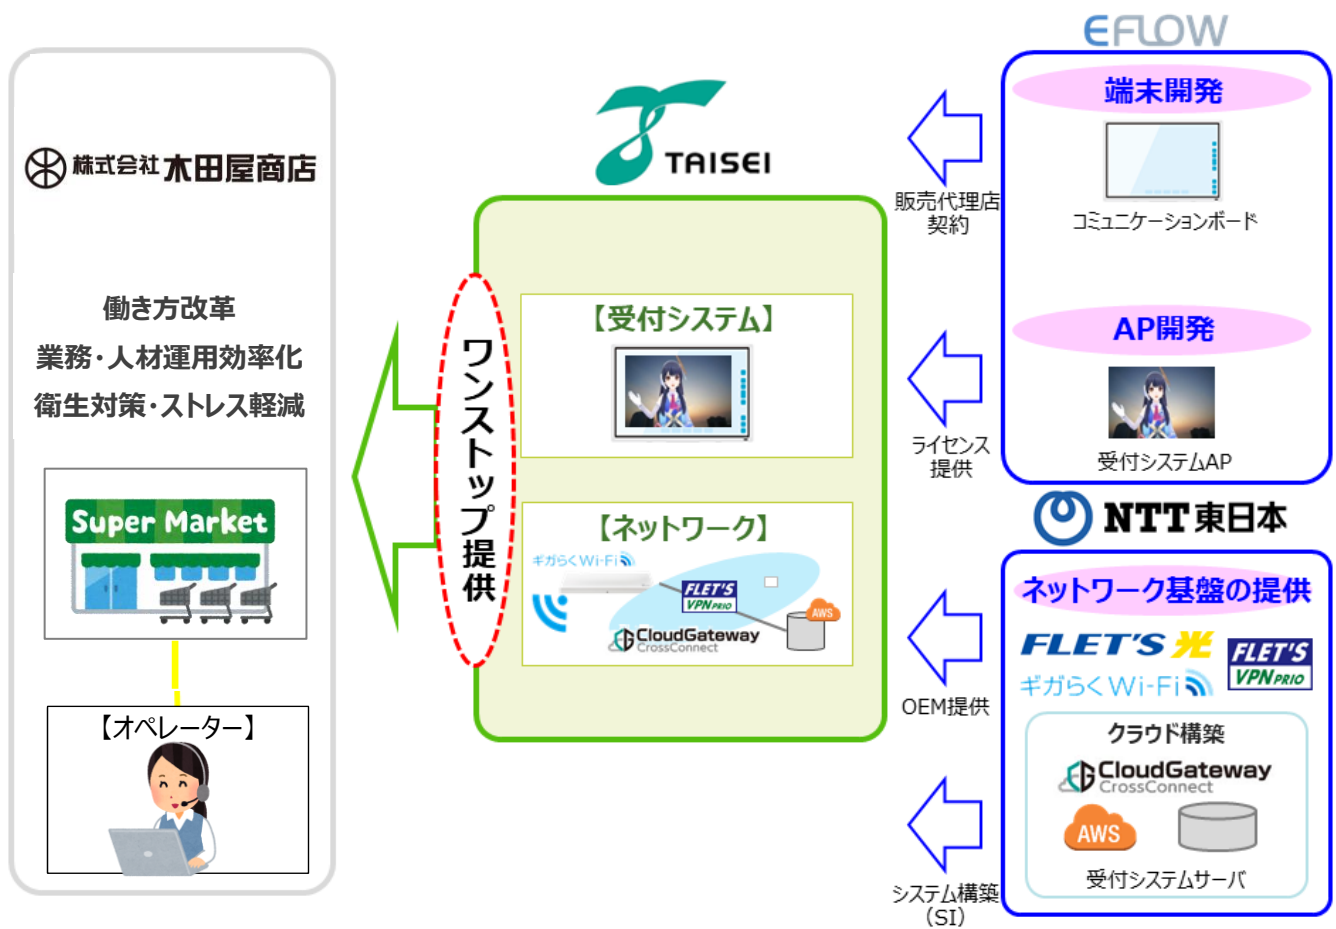 株式会社 木田屋商店
働き方改革
業務・人材運用効率化
衛生対策・ストレス軽減
Super Market
【オペレーター】
TAISEI
ワンストップ提供
【受付システム】
【ネットワーク】
ギガらくWi-Fi
FLET'S
VPN PRIO
AWS
CloudGateway
CrossConnect
販売代理店
契約
ライセンス
提供
OEM提供
システム構築
（SI）
EFLOW
端末開発
コミュニケーションボード
AP開発
受付システムAP
NTT東日本
ネットワーク基盤の提供
FLET'S 光
FLET'S
VPN PRIO
ギガらくWi-Fi
クラウド構築
CloudGateway
CrossConnect
AWS
受付システムサーバ